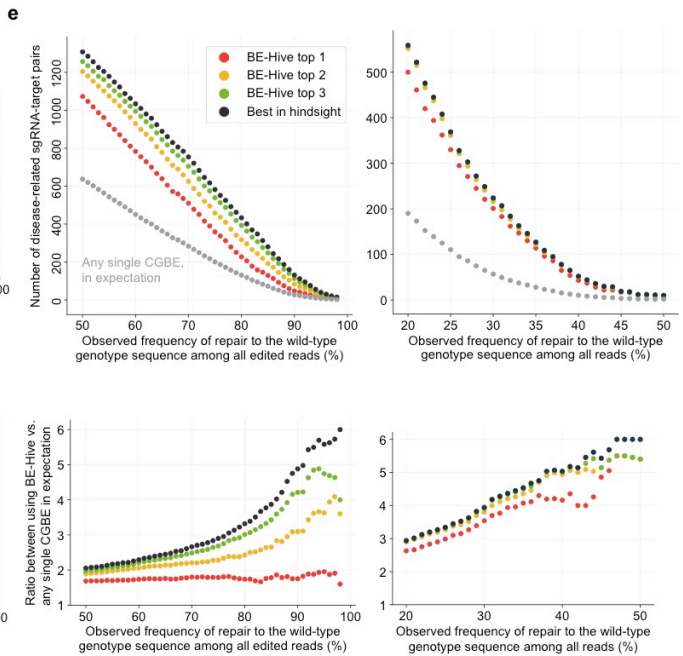 e
Number of disease-related sgRNA-target pairs
1200
1000
800
600
400
200
0
BE-Hive top 1
BE-Hive top 2
BE-Hive top 3
Best in hindsight
Any single CGBE,
in expectation
50 60 70 80 90 100
Observed frequency of repair to the wild-type
genotype sequence among all edited reads (%)
500
400
300
200
100
0
20 25 30 35 40 45 50
Observed frequency of repair to the wild-type
genotype sequence among all reads (%)
00
Ratio between using BE-Hive vs.
any single CGBE in expectation
6
5
4
3
2
1
50 60 70 80 90 100
Observed frequency of repair to the wild-type
genotype sequence among all edited reads (%)
6
5
4
3
2
1
20 30 40 50
Observed frequency of repair to the wild-type
genotype sequence among all reads (%)
00